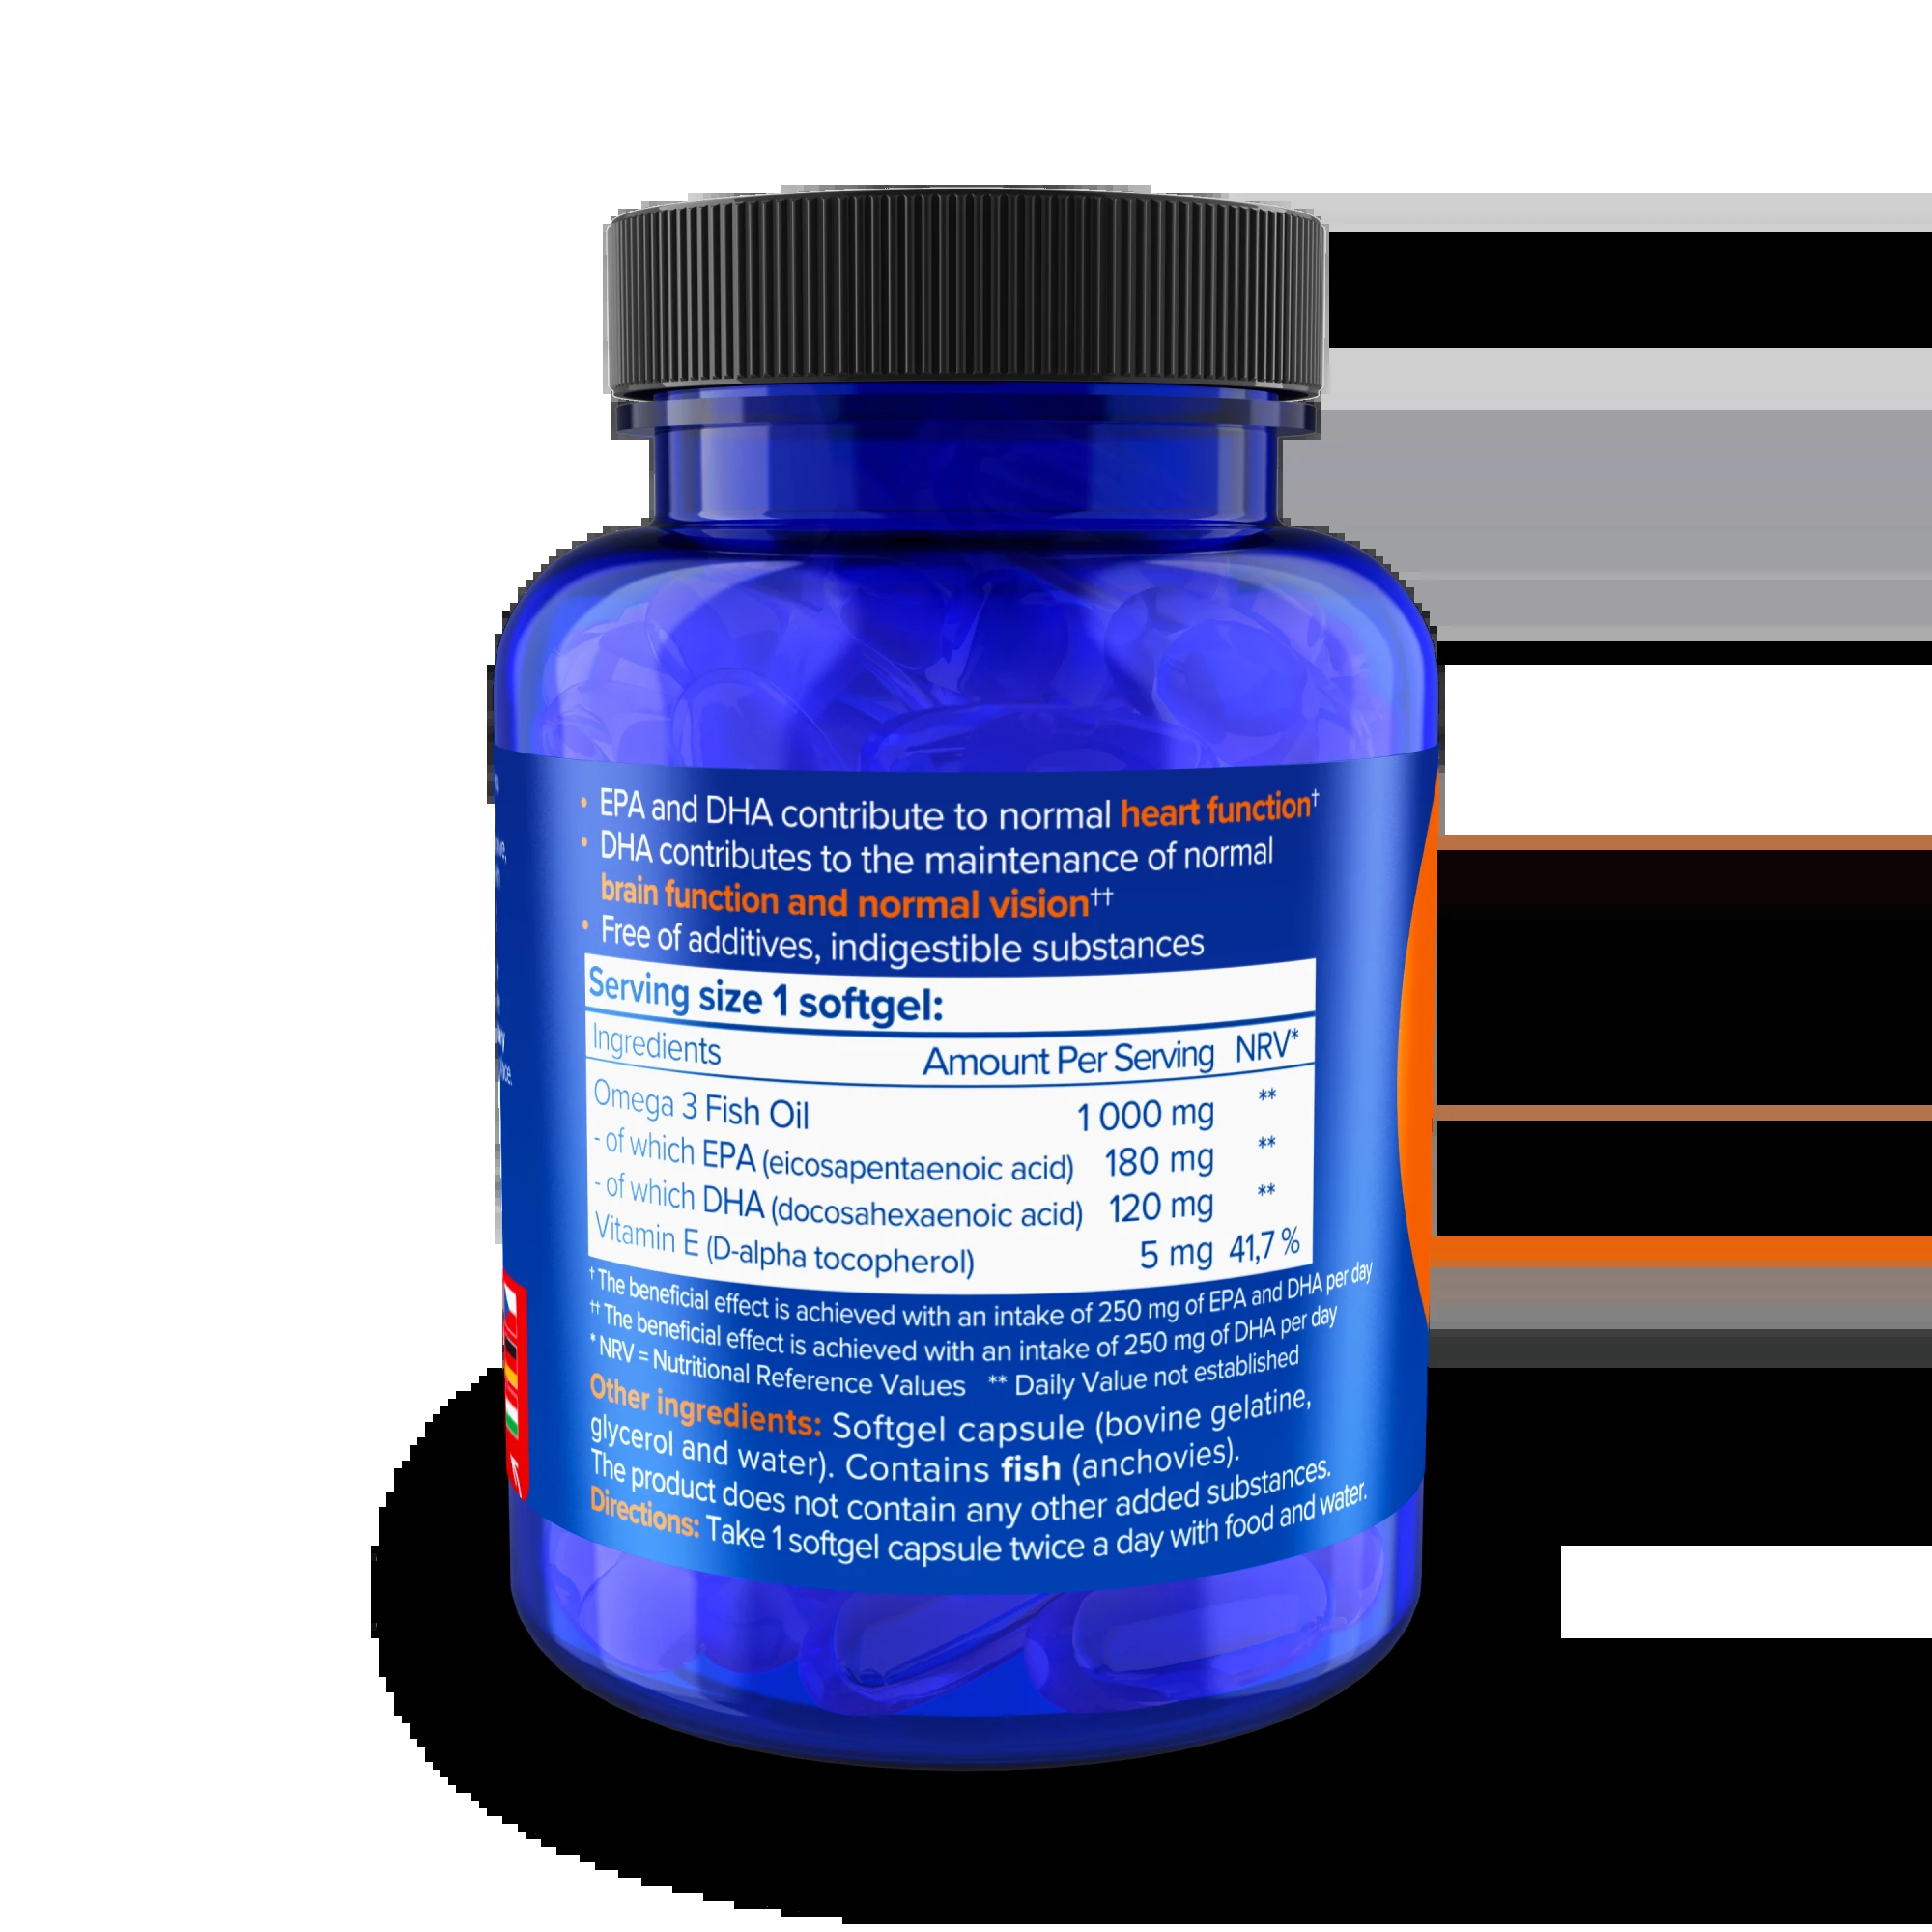 • EPA and DHA contribute to normal heart function†
• DHA contributes to the maintenance of normal
brain function and normal vision††
• Free of additives, indigestible substances
Serving size 1 softgel:
Ingredients Amount Per Serving NRV*
Omega 3 Fish Oil 1 000 mg **
- of which EPA (eicosapentaenoic acid) 180 mg **
- of which DHA (docosahexaenoic acid) 120 mg **
Vitamin E (D-alpha tocopherol) 5 mg 41,7 %
† The beneficial effect is achieved with an intake of 250 mg of EPA and DHA per day
†† The beneficial effect is achieved with an intake of 250 mg of DHA per day
* NRV = Nutritional Reference Values ** Daily Value not established
Other ingredients: Softgel capsule (bovine gelatine,
glycerol and water). Contains fish (anchovies).
The product does not contain any other added substances.
Directions: Take 1 softgel capsule twice a day with food and water.